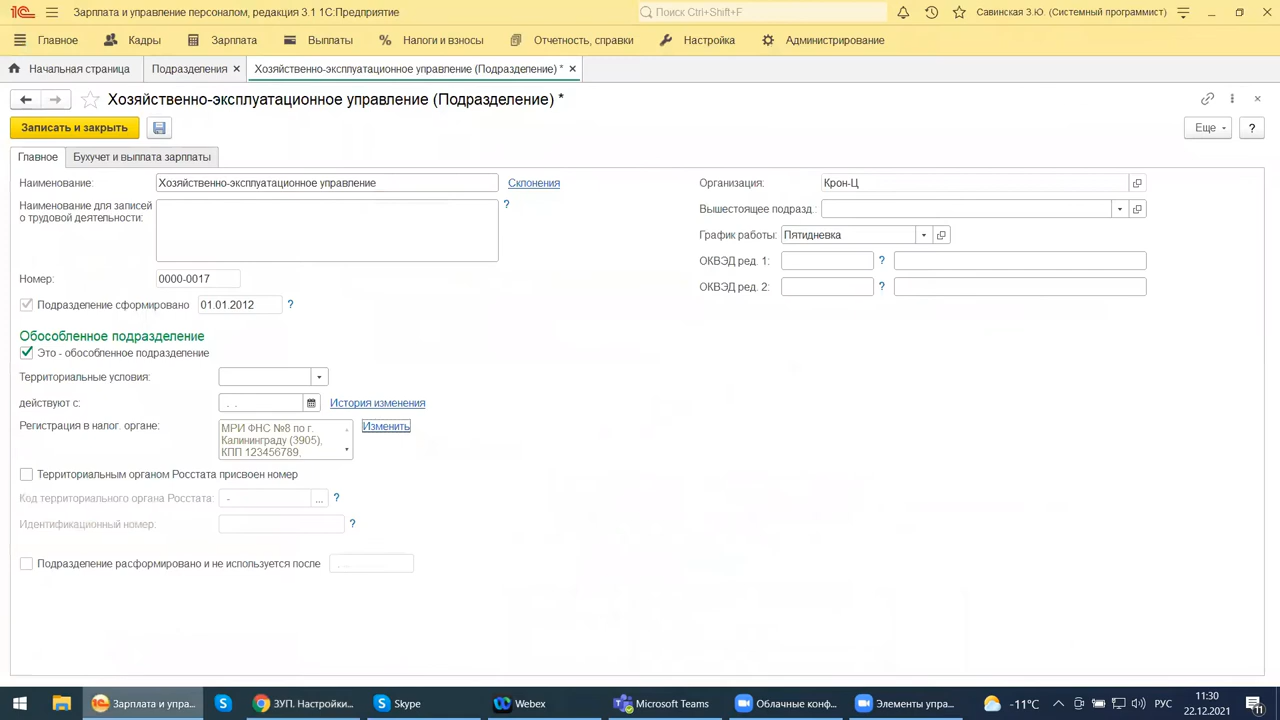 Зарплата и управление персоналом, редакция 3.1 1С:Предприятие
Поиск Ctrl+Shift+F
Савинская З.Ю. (Системный программист)
Главное
Кадры
Зарплата
Выплаты
Налоги и взносы
Отчетность, справки
Настройка
Администрирование
Начальная страница
Подразделения ×
Хозяйственно-эксплуатационное управление (Подразделение) * ×
Хозяйственно-эксплуатационное управление (Подразделение) *
Записать и закрыть
Еще
?
Главное
Бухучет и выплата зарплаты
Наименование:
Хозяйственно-эксплуатационное управление
Склонения
Наименование для записей
о трудовой деятельности:
?
Номер:
0000-0017
Подразделение сформировано
01.01.2012
?
Организация:
Крон-Ц
Вышестоящее подразд.:
График работы:
Пятидневка
ОКВЭД ред. 1:
?
ОКВЭД ред. 2:
?
Обособленное подразделение
Это - обособленное подразделение
Территориальные условия:
действуют с:
. .
История изменения
Регистрация в налог. органе:
МРИ ФНС №8 по г.
Калининграду (3905),
КПП 123456789,
Изменить
Территориальным органом Росстата присвоен номер
Код территориального органа Росстата:
-
...
?
Идентификационный номер:
?
Подразделение расформировано и не используется после
Зарплата и упра...
ЗУП. Настройки...
Skype
Webex
Microsoft Teams
Облачные конф...
Элементы упра...
-11°C
РУС
11:30
22.12.2021
11